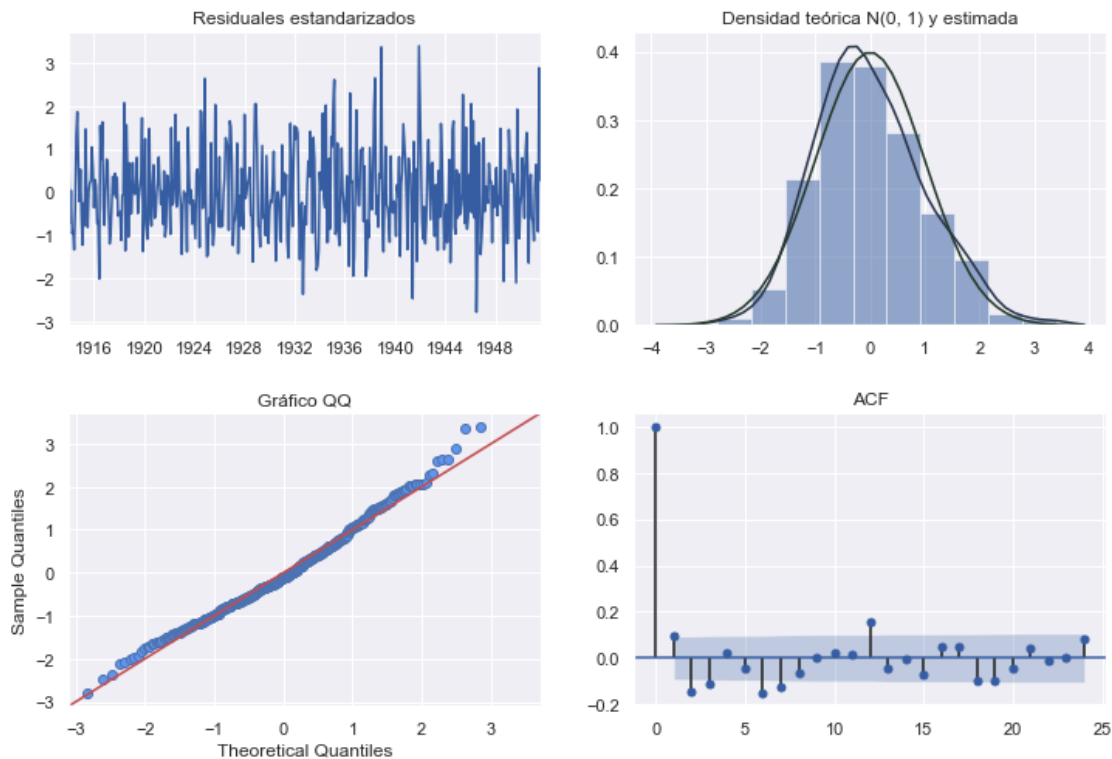 Residuales estandarizados
3
2
1
0
−1
−2
−3
1916 1920 1924 1928 1932 1936 1940 1944 1948
Densidad teórica N(0, 1) y estimada
0.4
0.3
0.2
0.1
0.0
−4 −3 −2 −1 0 1 2 3 4
Gráfico QQ
Sample Quantiles
3
2
1
0
−1
−2
−3
−3 −2 −1 0 1 2 3
Theoretical Quantiles
ACF
1.0
0.8
0.6
0.4
0.2
0.0
−0.2
0 5 10 15 20 25